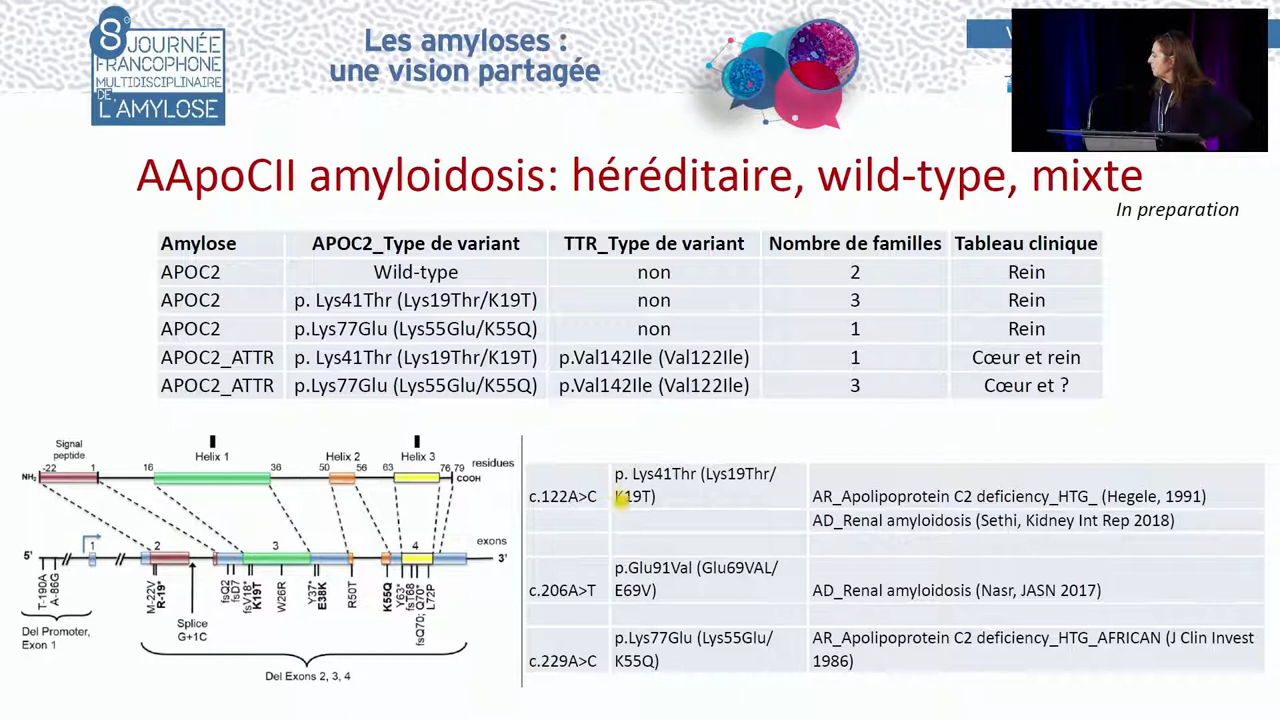 8e JOURNÉE
FRANCOPHONE
MULTIDISCIPLINAIRE
DE
L'AMYLOSE
Les amyloses :
une vision partagée
AApoCII amyloidosis: héréditaire, wild-type, mixte
In preparation
Amylose APOC2_Type de variant TTR_Type de variant Nombre de familles Tableau clinique
APOC2 Wild-type non 2 Rein
APOC2 p. Lys41Thr (Lys19Thr/K19T) non 3 Rein
APOC2 p.Lys77Glu (Lys55Glu/K55Q) non 1 Rein
APOC2_ATTR p. Lys41Thr (Lys19Thr/K19T) p.Val142Ile (Val122Ile) 1 Cœur et rein
APOC2_ATTR p.Lys77Glu (Lys55Glu/K55Q) p.Val142Ile (Val122Ile) 3 Cœur et ?
Signal
peptide
Helix 1 Helix 2 Helix 3
-22 1 16 36 50 56 63 76 79 residues
NH2 COOH
5' 1 2 3 4 exons 3'
T-190A
A-86G
M-22V
R-19*
fsQ2
fsD7
fsV18*
K19T
W26R
Y37*
E38K
R50T
K55Q
Y63*
fsT68
Q70*
fsQ70;
L72P
Splice
G+1C
Del Promoter,
Exon 1
Del Exons 2, 3, 4
p. Lys41Thr (Lys19Thr/
c.122A>C K19T) AR_Apolipoprotein C2 deficiency_HTG_ (Hegele, 1991)
AD_Renal amyloidosis (Sethi, Kidney Int Rep 2018)
p.Glu91Val (Glu69VAL/
c.206A>T E69V) AD_Renal amyloidosis (Nasr, JASN 2017)
p.Lys77Glu (Lys55Glu/ AR_Apolipoprotein C2 deficiency_HTG_AFRICAN (J Clin Invest
c.229A>C K55Q) 1986)